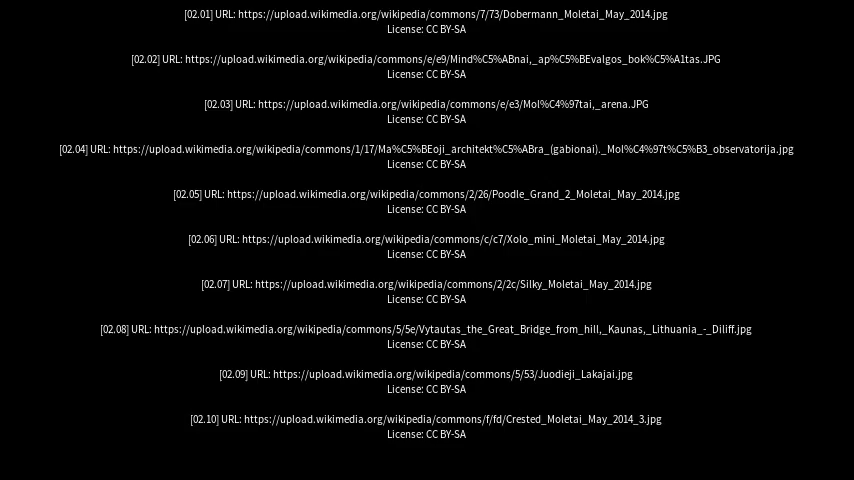 [02.01] URL: https://upload.wikimedia.org/wikipedia/commons/7/73/Dobermann_Moletai_May_2014.jpg
License: CC BY-SA
[02.02] URL: https://upload.wikimedia.org/wikipedia/commons/e/e9/Mind%C5%ABnai,_ap%C5%BEvalgos_bok%C5%A1tas.JPG
License: CC BY-SA
[02.03] URL: https://upload.wikimedia.org/wikipedia/commons/e/e3/Mol%C4%97tai,_arena.JPG
License: CC BY-SA
[02.04] URL: https://upload.wikimedia.org/wikipedia/commons/1/17/Ma%C5%BEoji_architekt%C5%ABra_(gabionai)._Mol%C4%97t%C5%B3_observatorija.jpg
License: CC BY-SA
[02.05] URL: https://upload.wikimedia.org/wikipedia/commons/2/26/Poodle_Grand_2_Moletai_May_2014.jpg
License: CC BY-SA
[02.06] URL: https://upload.wikimedia.org/wikipedia/commons/c/c7/Xolo_mini_Moletai_May_2014.jpg
License: CC BY-SA
[02.07] URL: https://upload.wikimedia.org/wikipedia/commons/2/2c/Silky_Moletai_May_2014.jpg
License: CC BY-SA
[02.08] URL: https://upload.wikimedia.org/wikipedia/commons/5/5e/Vytautas_the_Great_Bridge_from_hill,_Kaunas,_Lithuania_-_Diliff.jpg
License: CC BY-SA
[02.09] URL: https://upload.wikimedia.org/wikipedia/commons/5/53/Juodieji_Lakajai.jpg
License: CC BY-SA
[02.10] URL: https://upload.wikimedia.org/wikipedia/commons/f/fd/Crested_Moletai_May_2014_3.jpg
License: CC BY-SA